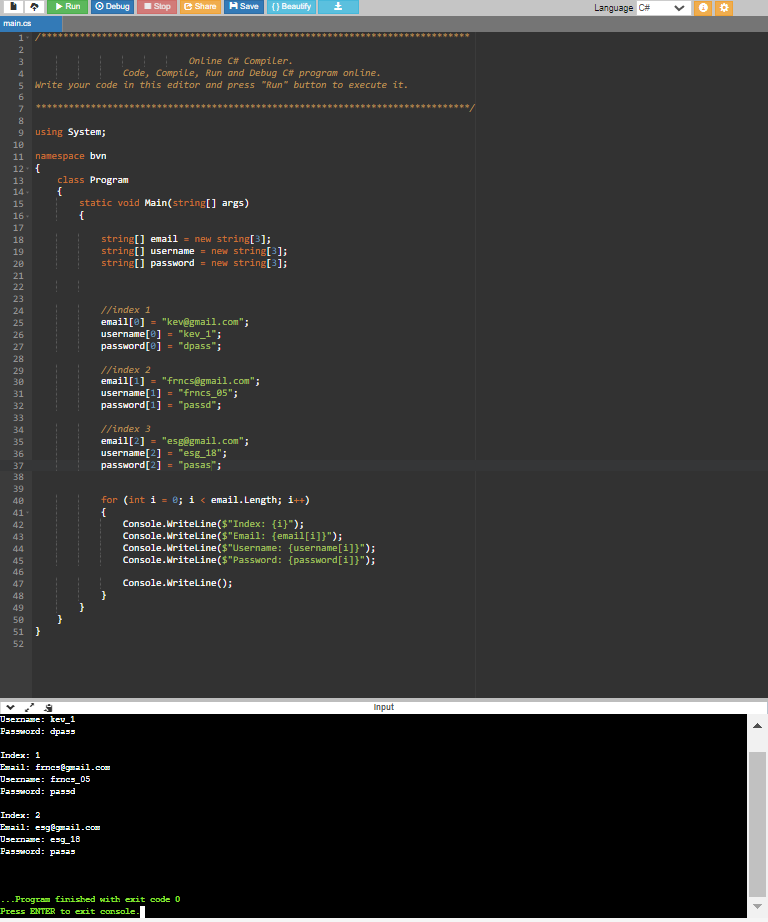 Run Debug Stop Share Save {} Beautify Language C#
main.cs
1 /*******************************************************************************
2
3 Online C# Compiler.
4 Code, Compile, Run and Debug C# program online.
5 Write your code in this editor and press "Run" button to execute it.
6
7 *******************************************************************************/
8
9 using System;
10
11 namespace bvn
12 {
13 class Program
14 {
15 static void Main(string[] args)
16 {
17
18 string[] email = new string[3];
19 string[] username = new string[3];
20 string[] password = new string[3];
21
22
23
24 //index 1
25 email[0] = "kev@gmail.com";
26 username[0] = "kev_1";
27 password[0] = "dpass";
28
29 //index 2
30 email[1] = "frncs@gmail.com";
31 username[1] = "frncs_05";
32 password[1] = "passd";
33
34 //index 3
35 email[2] = "esg@gmail.com";
36 username[2] = "esg_18";
37 password[2] = "pasas";
38
39
40 for (int i = 0; i < email.Length; i++)
41 {
42 Console.WriteLine($"Index: {i}");
43 Console.WriteLine($"Email: {email[i]}");
44 Console.WriteLine($"Username: {username[i]}");
45 Console.WriteLine($"Password: {password[i]}");
46
47 Console.WriteLine();
48 }
49 }
50 }
51 }
52
input
Username: kev_1
Password: dpass
Index: 1
Email: frncs@gmail.com
Username: frncs_05
Password: passd
Index: 2
Email: esg@gmail.com
Username: esg_18
Password: pasas
...Program finished with exit code 0
Press ENTER to exit console.